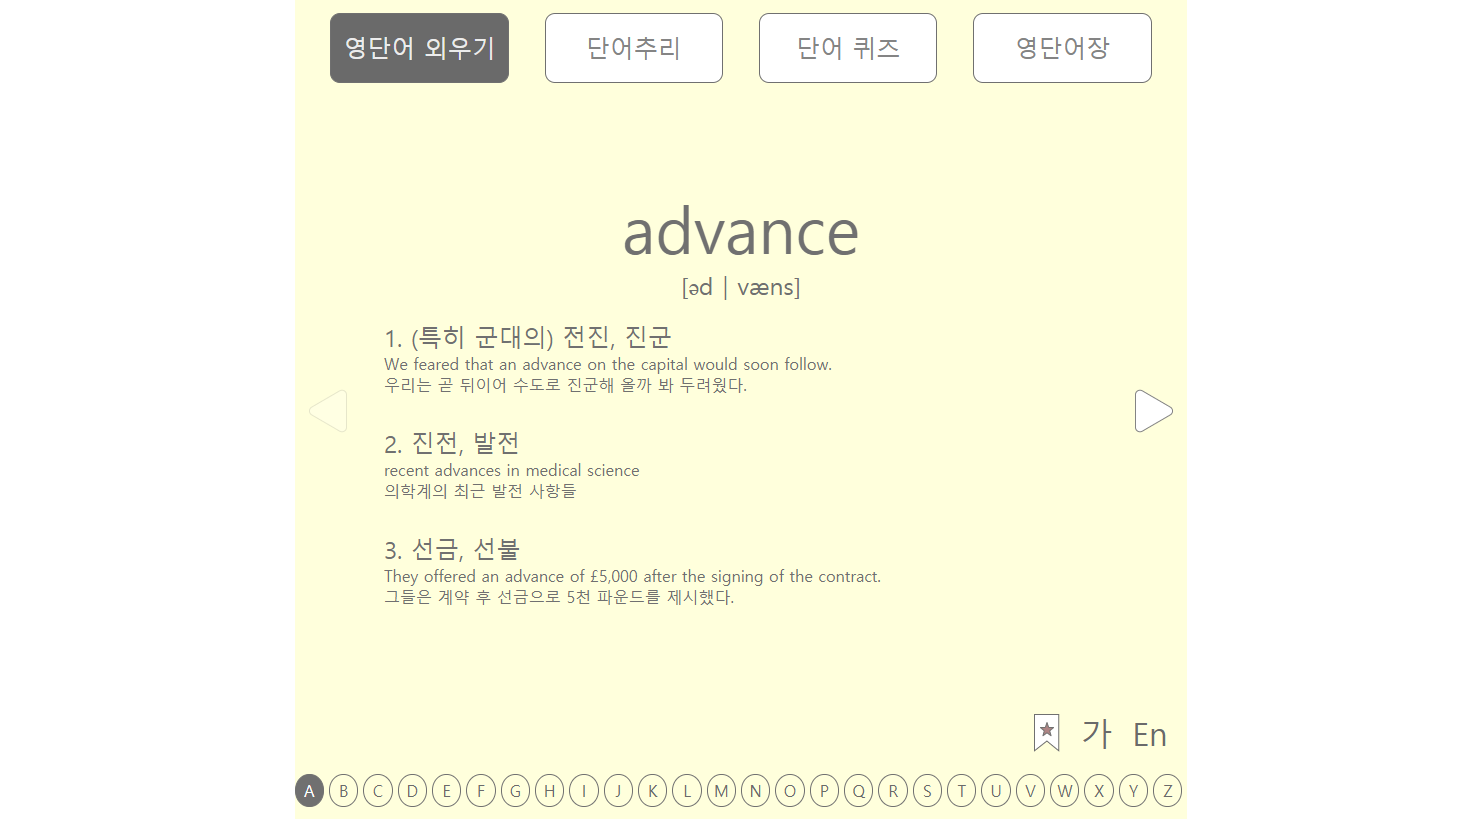 영단어 외우기 단어추리 단어 퀴즈 영단어장
advance
[əd | væns]
1. (특히 군대의) 전진, 진군
We feared that an advance on the capital would soon follow.
우리는 곧 뒤이어 수도로 진군해 올까 봐 두려웠다.
2. 진전, 발전
recent advances in medical science
의학계의 최근 발전 사항들
3. 선금, 선불
They offered an advance of £5,000 after the signing of the contract.
그들은 계약 후 선금으로 5천 파운드를 제시했다.
가 En
A B C D E F G H I J K L M N O P Q R S T U V W X Y Z